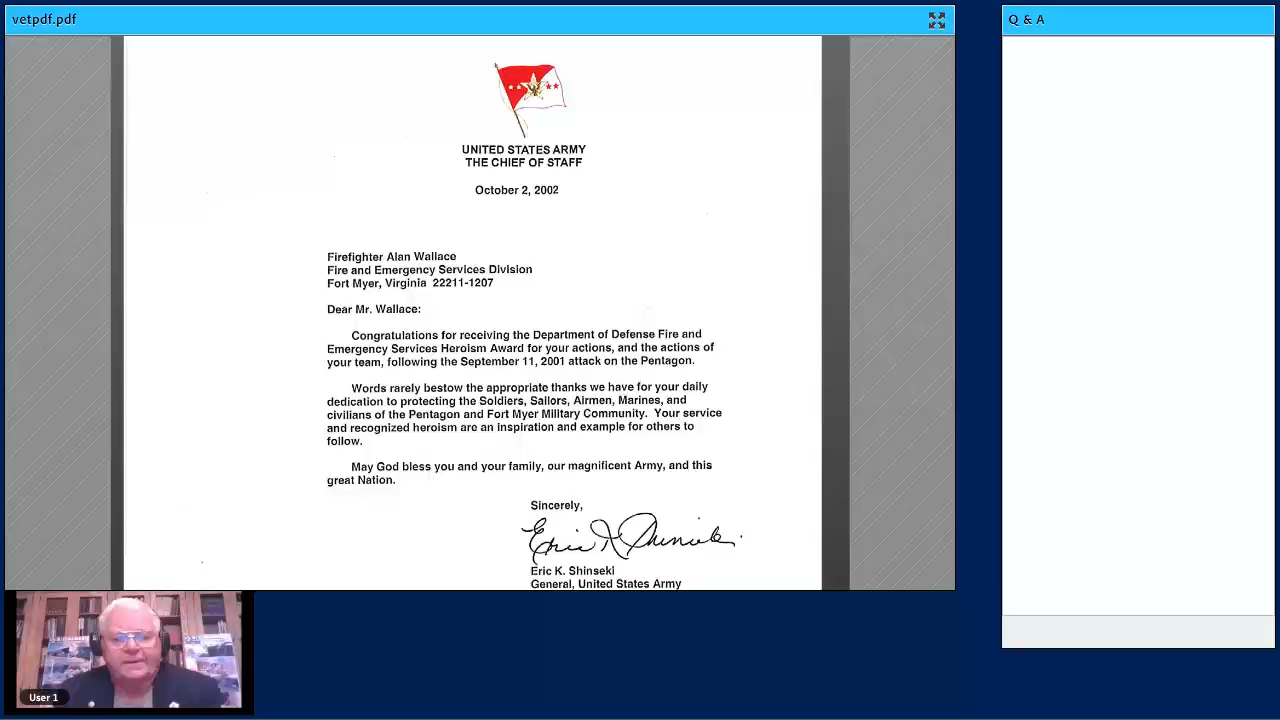 vetpdf.pdf
Q & A
UNITED STATES ARMY
THE CHIEF OF STAFF
October 2, 2002
Firefighter Alan Wallace
Fire and Emergency Services Division
Fort Myer, Virginia 22211-1207
Dear Mr. Wallace:
Congratulations for receiving the Department of Defense Fire and
Emergency Services Heroism Award for your actions, and the actions of
your team, following the September 11, 2001 attack on the Pentagon.
Words rarely bestow the appropriate thanks we have for your daily
dedication to protecting the Soldiers, Sailors, Airmen, Marines, and
civilians of the Pentagon and Fort Myer Military Community. Your service
and recognized heroism are an inspiration and example for others to
follow.
May God bless you and your family, our magnificent Army, and this
great Nation.
Sincerely,
Eric K Shinseki
Eric K. Shinseki
General, United States Army
User 1